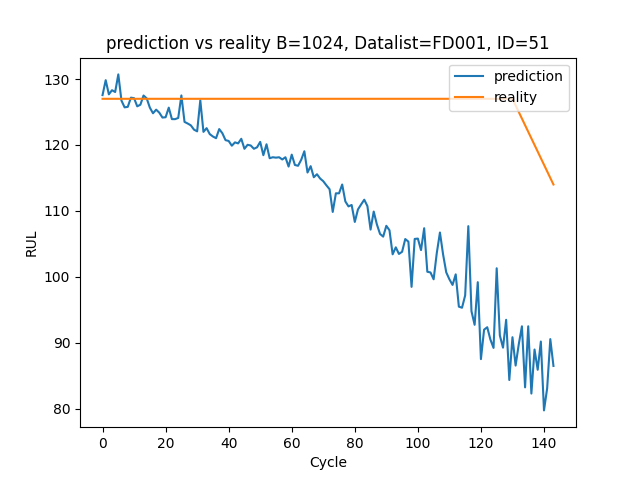 prediction vs reality B=1024, Datalist=FD001, ID=51
prediction
reality
130
120
110
100
90
80
RUL
0 20 40 60 80 100 120 140
Cycle